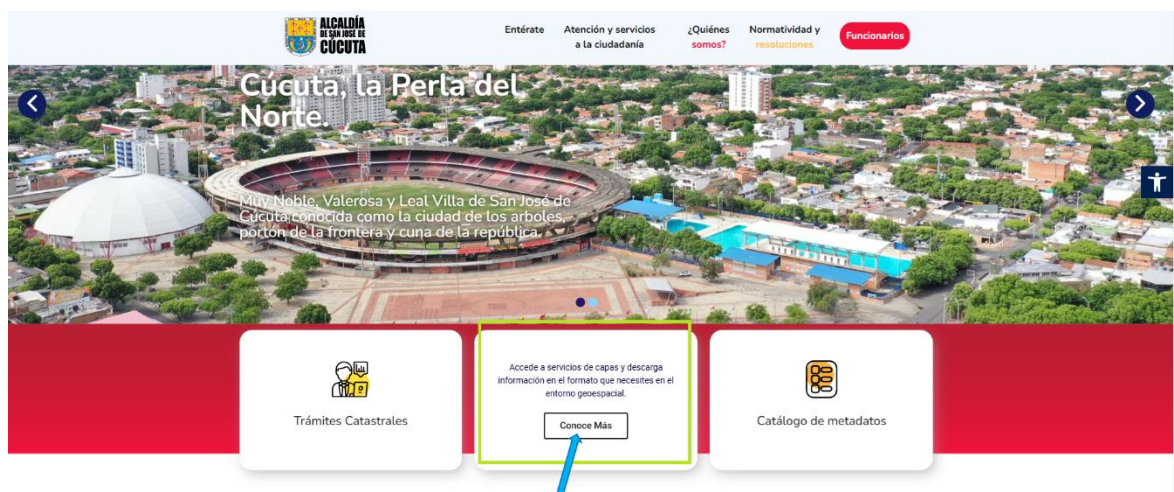 ALCALDÍA
DE SAN JOSÉ DE
CÚCUTA
Entérate
Atención y servicios
a la ciudadanía
¿Quiénes
somos?
Normatividad y
resoluciones
Funcionarios
Cúcuta, la Perla del
Norte.
Muy Noble, Valerosa y Leal Villa de San José de
Cúcuta conocida como la ciudad de los arboles,
portón de la frontera y cuna de la república.
Trámites Catastrales
Accede a servicios de capas y descarga
información en el formato que necesites en el
entorno geoespacial.
Conoce Más
Catálogo de metadatos